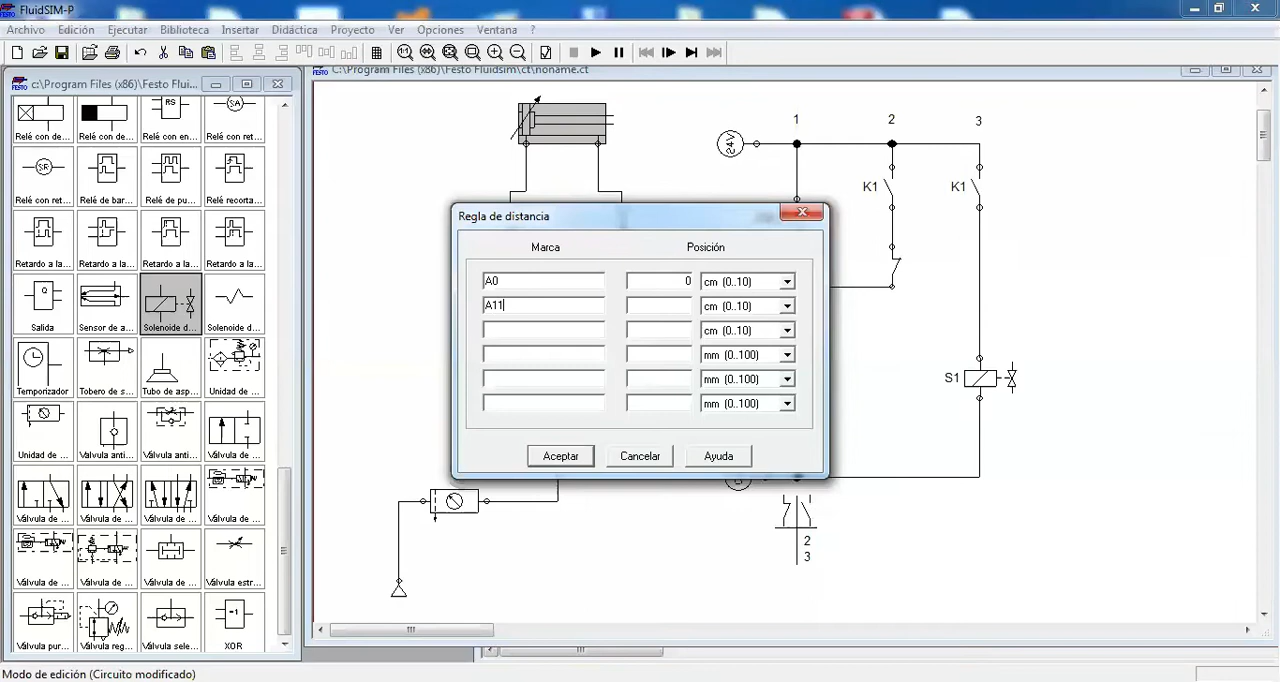 FluidSIM-P
Archivo Edición Ejecutar Biblioteca Insertar Didáctica Proyecto Ver Opciones Ventana ?
c:\Program Files (x86)\Festo Flui...
C:\Program Files (x86)\Festo Fluidsim\ct\noname.ct
Relé con de... Relé con de... Relé con en... Relé con ret...
Relé con ret... Relé de bar... Relé de pu... Relé recorta...
Retardo a la... Retardo a la... Retardo a la... Retardo a la...
Salida Sensor de a... Solenoide d... Solenoide d...
Temporizador Tobero de s... Tubo de asp... Unidad de ...
Unidad de ... Válvula anti... Válvula anti... Válvula de ...
Válvula de ... Válvula de ... Válvula de ... Válvula de ...
Válvula de ... Válvula de ... Válvula de ... Válvula estr...
Válvula pur... Válvula reg... Válvula sele... XOR
RS
SA
SR
Q
=1
1 2 3
24V
K1 K1
S1
2
3
Regla de distancia
Marca Posición
A0 0 cm (0..10)
A11 cm (0..10)
cm (0..10)
mm (0..100)
mm (0..100)
mm (0..100)
Aceptar Cancelar Ayuda
Modo de edición (Circuito modificado)